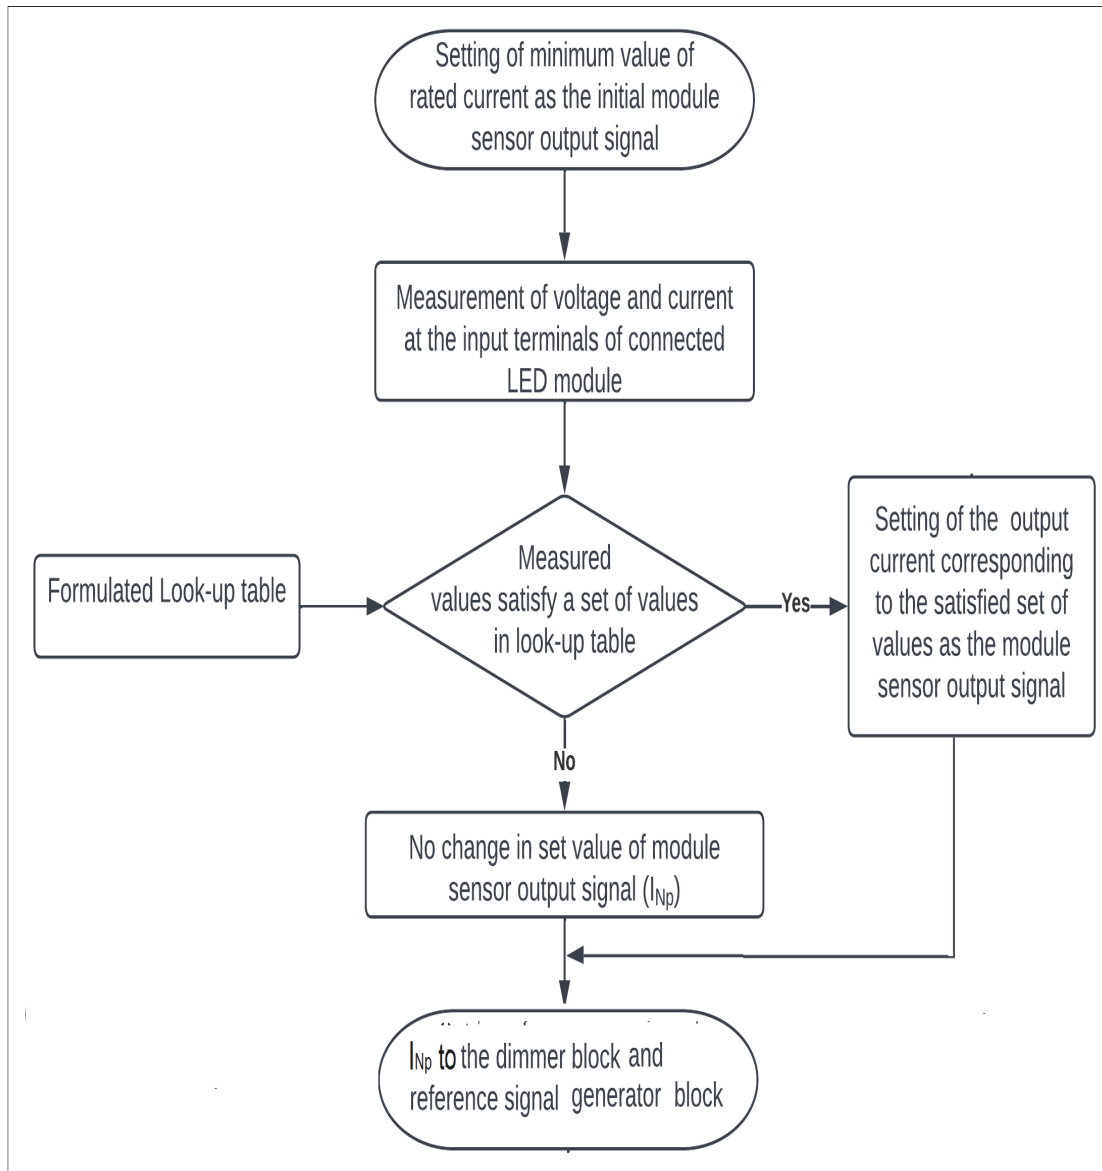 Setting of minimum value of
rated current as the initial module
sensor output signal
Measurement of voltage and current
at the input terminals of connected
LED module
Formulated Look-up table
Measured
values satisfy a set of values
in look-up table
Yes
Setting of the output
current corresponding
to the satisfied set of
values as the module
sensor output signal
No
No change in set value of module
sensor output signal (INp)
INp to the dimmer block and
reference signal generator block